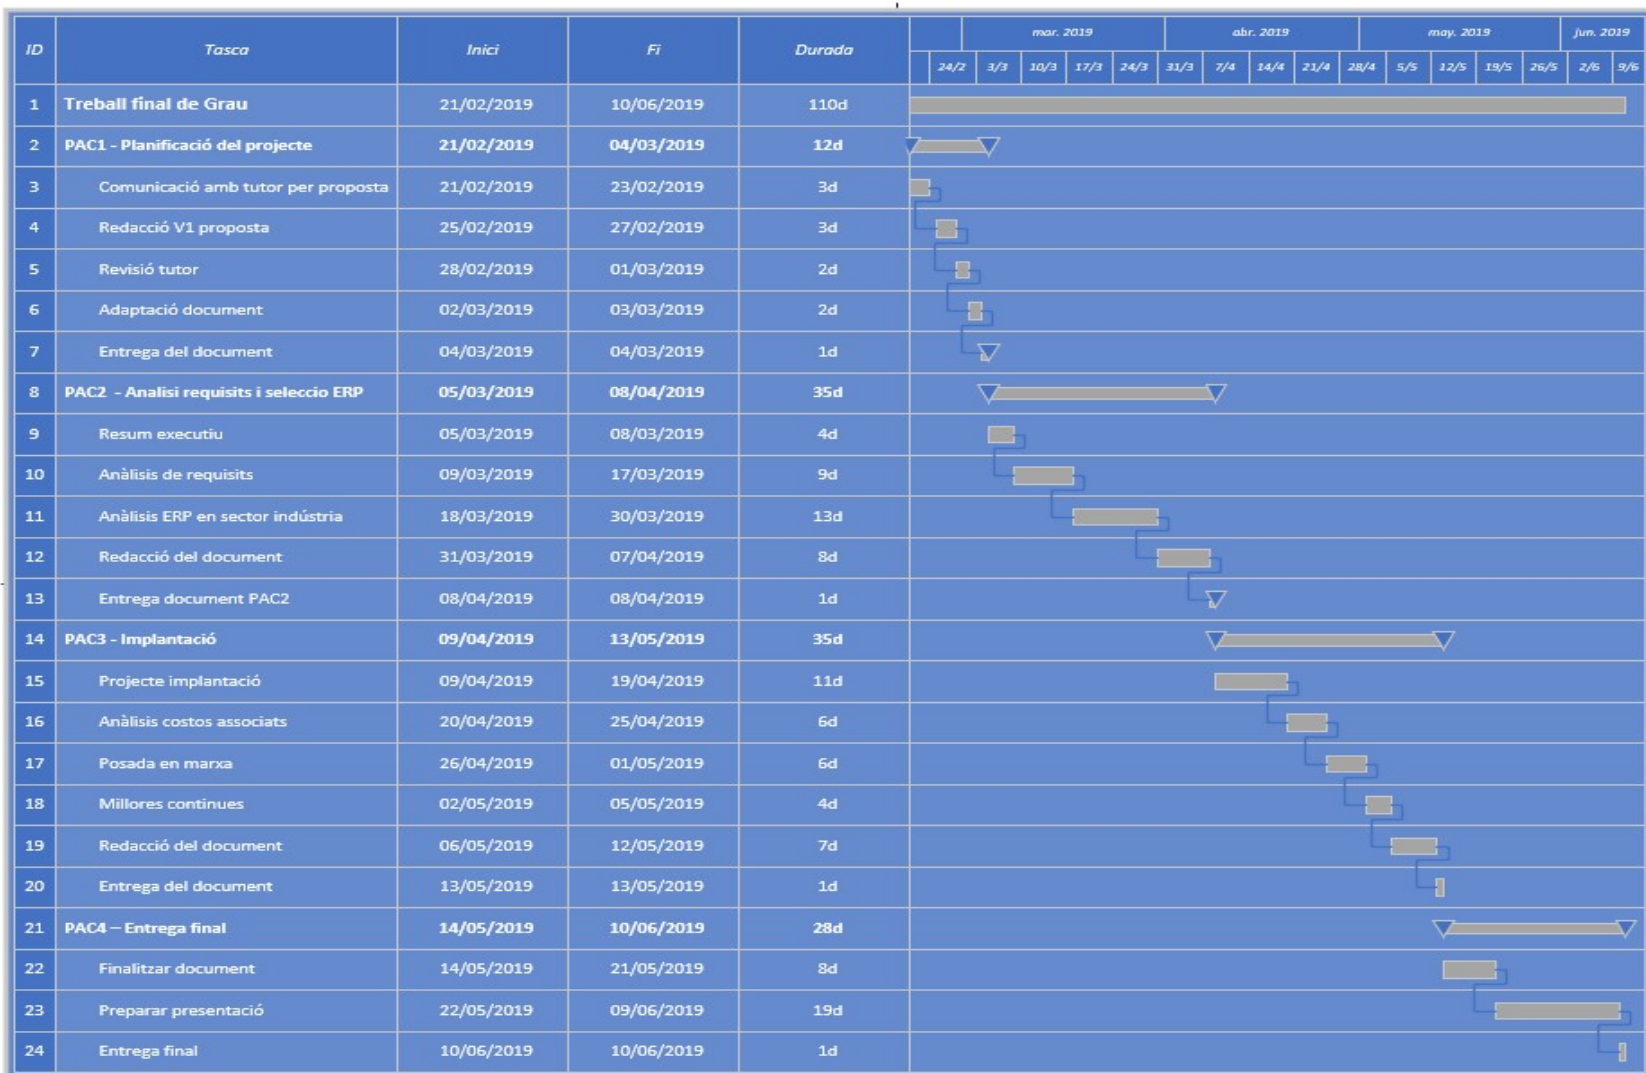 ID Tasca Inici Fi Durada mar. 2019 abr. 2019 may. 2019 jun. 2019
24/2 3/3 10/3 17/3 24/3 31/3 7/4 14/4 21/4 28/4 5/5 12/5 19/5 26/5 2/6 9/6
1 Treball final de Grau 21/02/2019 10/06/2019 110d
2 PAC1 - Planificació del projecte 21/02/2019 04/03/2019 12d
3 Comunicació amb tutor per proposta 21/02/2019 23/02/2019 3d
4 Redacció V1 proposta 25/02/2019 27/02/2019 3d
5 Revisió tutor 28/02/2019 01/03/2019 2d
6 Adaptació document 02/03/2019 03/03/2019 2d
7 Entrega del document 04/03/2019 04/03/2019 1d
8 PAC2 - Analisi requisits i seleccio ERP 05/03/2019 08/04/2019 35d
9 Resum executiu 05/03/2019 08/03/2019 4d
10 Anàlisis de requisits 09/03/2019 17/03/2019 9d
11 Anàlisis ERP en sector indústria 18/03/2019 30/03/2019 13d
12 Redacció del document 31/03/2019 07/04/2019 8d
13 Entrega document PAC2 08/04/2019 08/04/2019 1d
14 PAC3 - Implantació 09/04/2019 13/05/2019 35d
15 Projecte implantació 09/04/2019 19/04/2019 11d
16 Anàlisis costos associats 20/04/2019 25/04/2019 6d
17 Posada en marxa 26/04/2019 01/05/2019 6d
18 Millores continues 02/05/2019 05/05/2019 4d
19 Redacció del document 06/05/2019 12/05/2019 7d
20 Entrega del document 13/05/2019 13/05/2019 1d
21 PAC4 – Entrega final 14/05/2019 10/06/2019 28d
22 Finalitzar document 14/05/2019 21/05/2019 8d
23 Preparar presentació 22/05/2019 09/06/2019 19d
24 Entrega final 10/06/2019 10/06/2019 1d